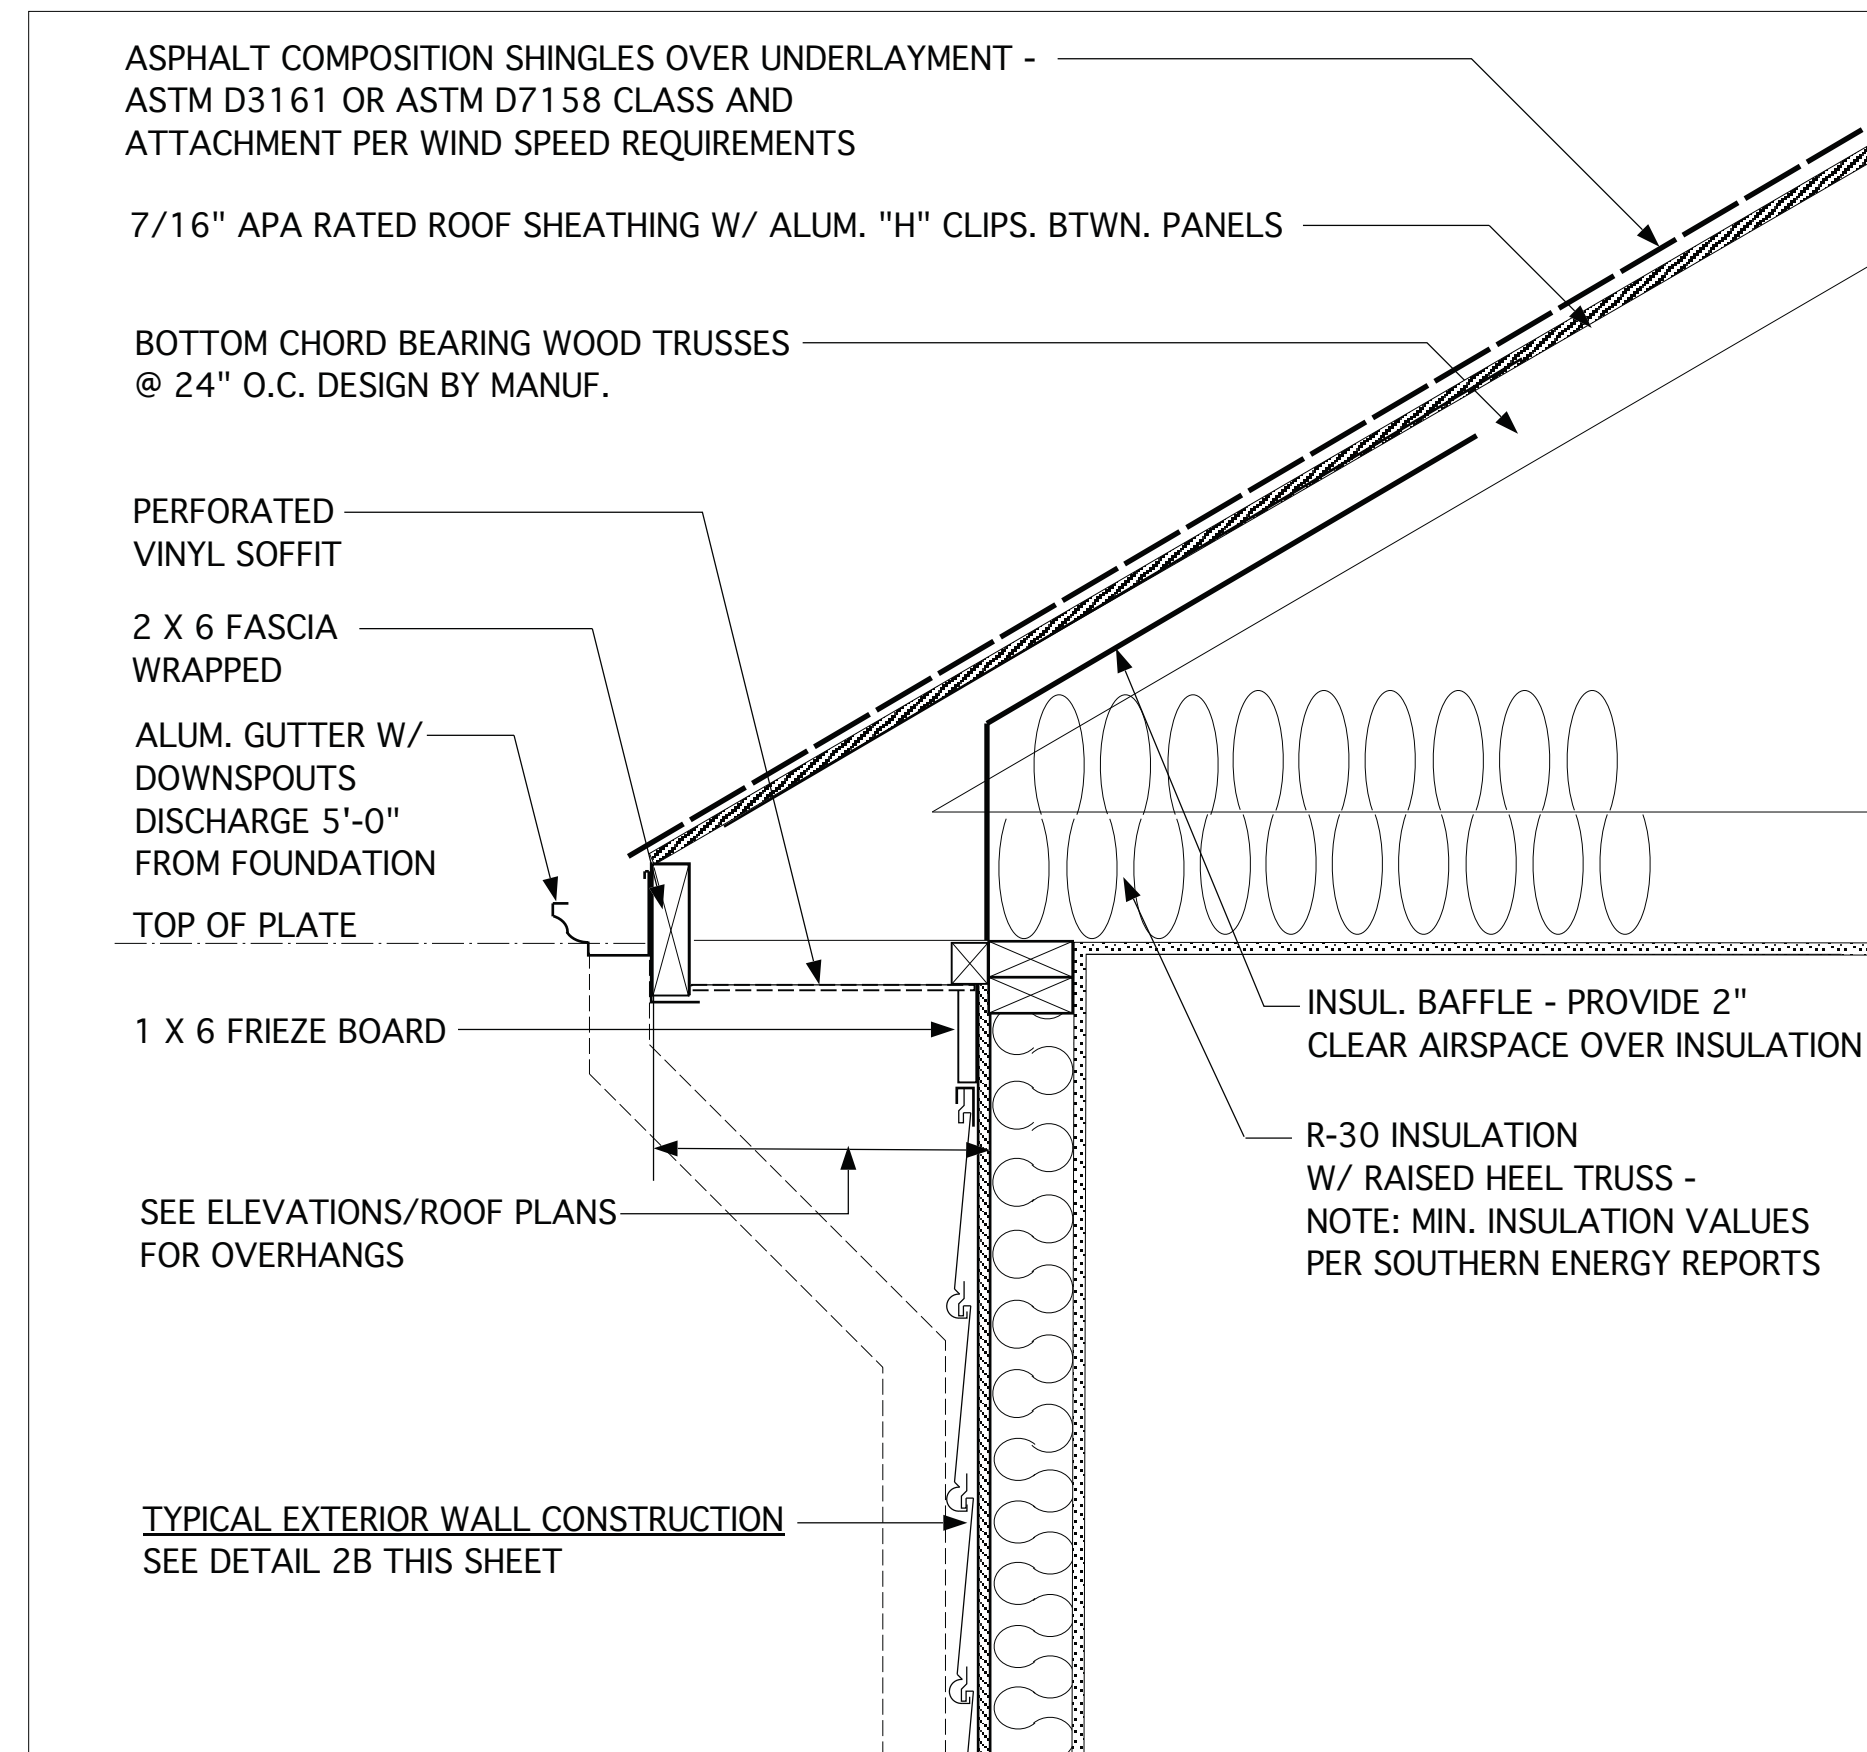 ASPHALT COMPOSITION SHINGLES OVER UNDERLAYMENT -
ASTM D3161 OR ASTM D7158 CLASS AND
ATTACHMENT PER WIND SPEED REQUIREMENTS
7/16" APA RATED ROOF SHEATHING W/ ALUM. "H" CLIPS. BTWN. PANELS
BOTTOM CHORD BEARING WOOD TRUSSES
@ 24" O.C. DESIGN BY MANUF.
PERFORATED
VINYL SOFFIT
2 X 6 FASCIA
WRAPPED
ALUM. GUTTER W/
DOWNSPOUTS
DISCHARGE 5'-0"
FROM FOUNDATION
TOP OF PLATE
1 X 6 FRIEZE BOARD
SEE ELEVATIONS/ROOF PLANS
FOR OVERHANGS
TYPICAL EXTERIOR WALL CONSTRUCTION
SEE DETAIL 2B THIS SHEET
INSUL. BAFFLE - PROVIDE 2"
CLEAR AIRSPACE OVER INSULATION
R-30 INSULATION
W/ RAISED HEEL TRUSS -
NOTE: MIN. INSULATION VALUES
PER SOUTHERN ENERGY REPORTS